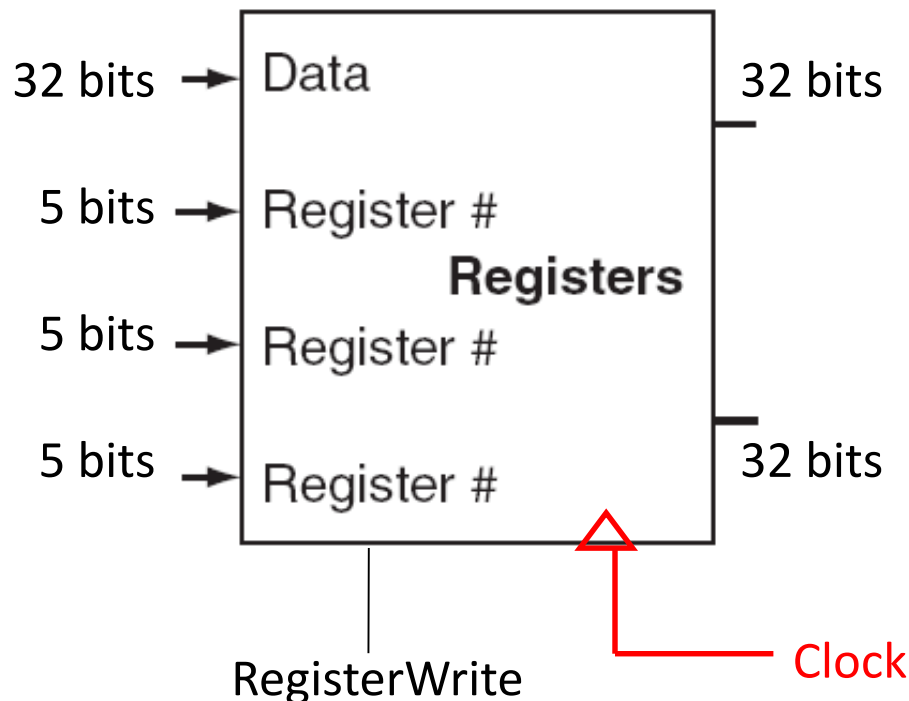 32 bits
Data
32 bits
5 bits
Register #
Registers
5 bits
Register #
5 bits
Register #
32 bits
RegisterWrite
Clock